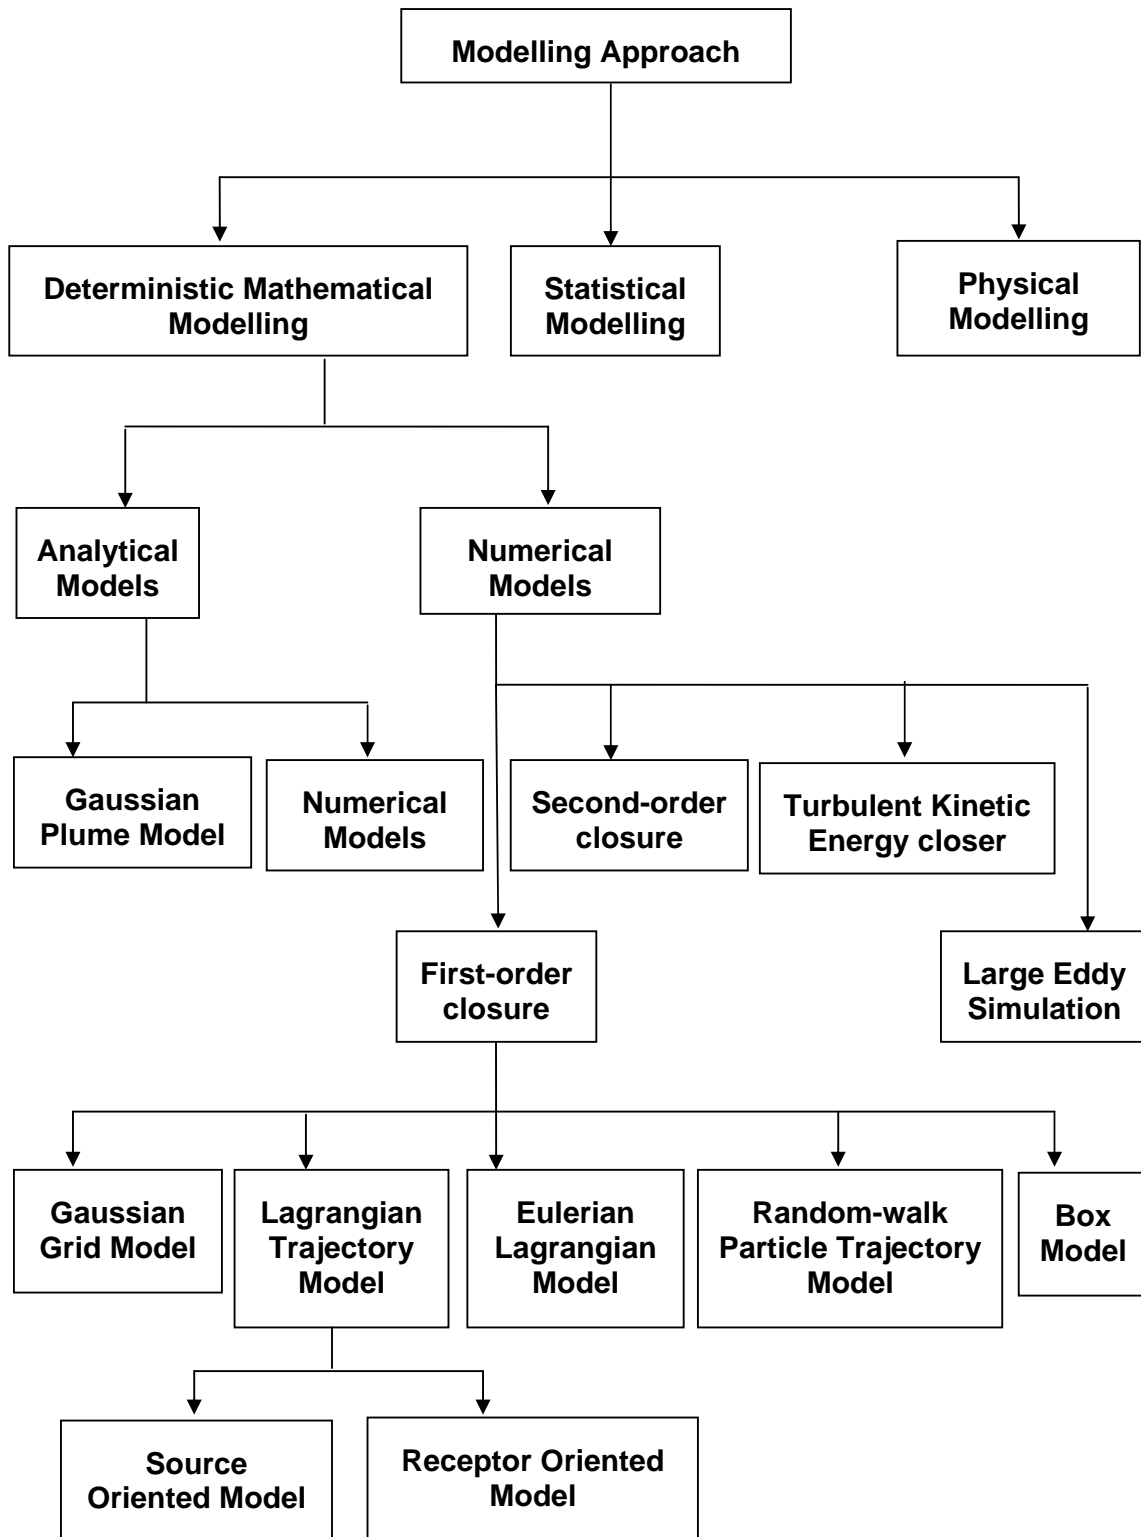 Modelling Approach
Deterministic Mathematical
Modelling
Statistical
Modelling
Physical
Modelling
Analytical
Models
Numerical
Models
Gaussian
Plume Model
Numerical
Models
Second-order
closure
Turbulent Kinetic
Energy closer
First-order
closure
Large Eddy
Simulation
Gaussian
Grid Model
Lagrangian
Trajectory
Model
Eulerian
Lagrangian
Model
Random-walk
Particle Trajectory
Model
Box
Model
Source
Oriented Model
Receptor Oriented
Model